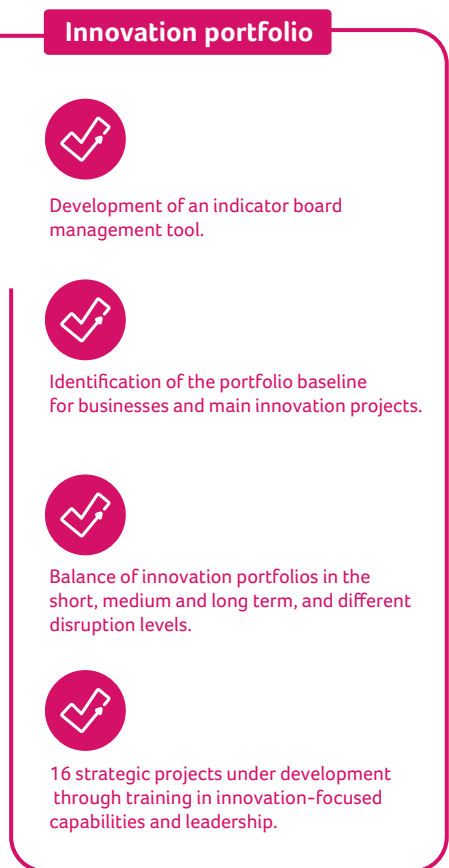 Innovation portfolio
Development of an indicator board
management tool.
Identification of the portfolio baseline
for businesses and main innovation projects.
Balance of innovation portfolios in the
short, medium and long term, and different
disruption levels.
16 strategic projects under development
through training in innovation-focused
capabilities and leadership.